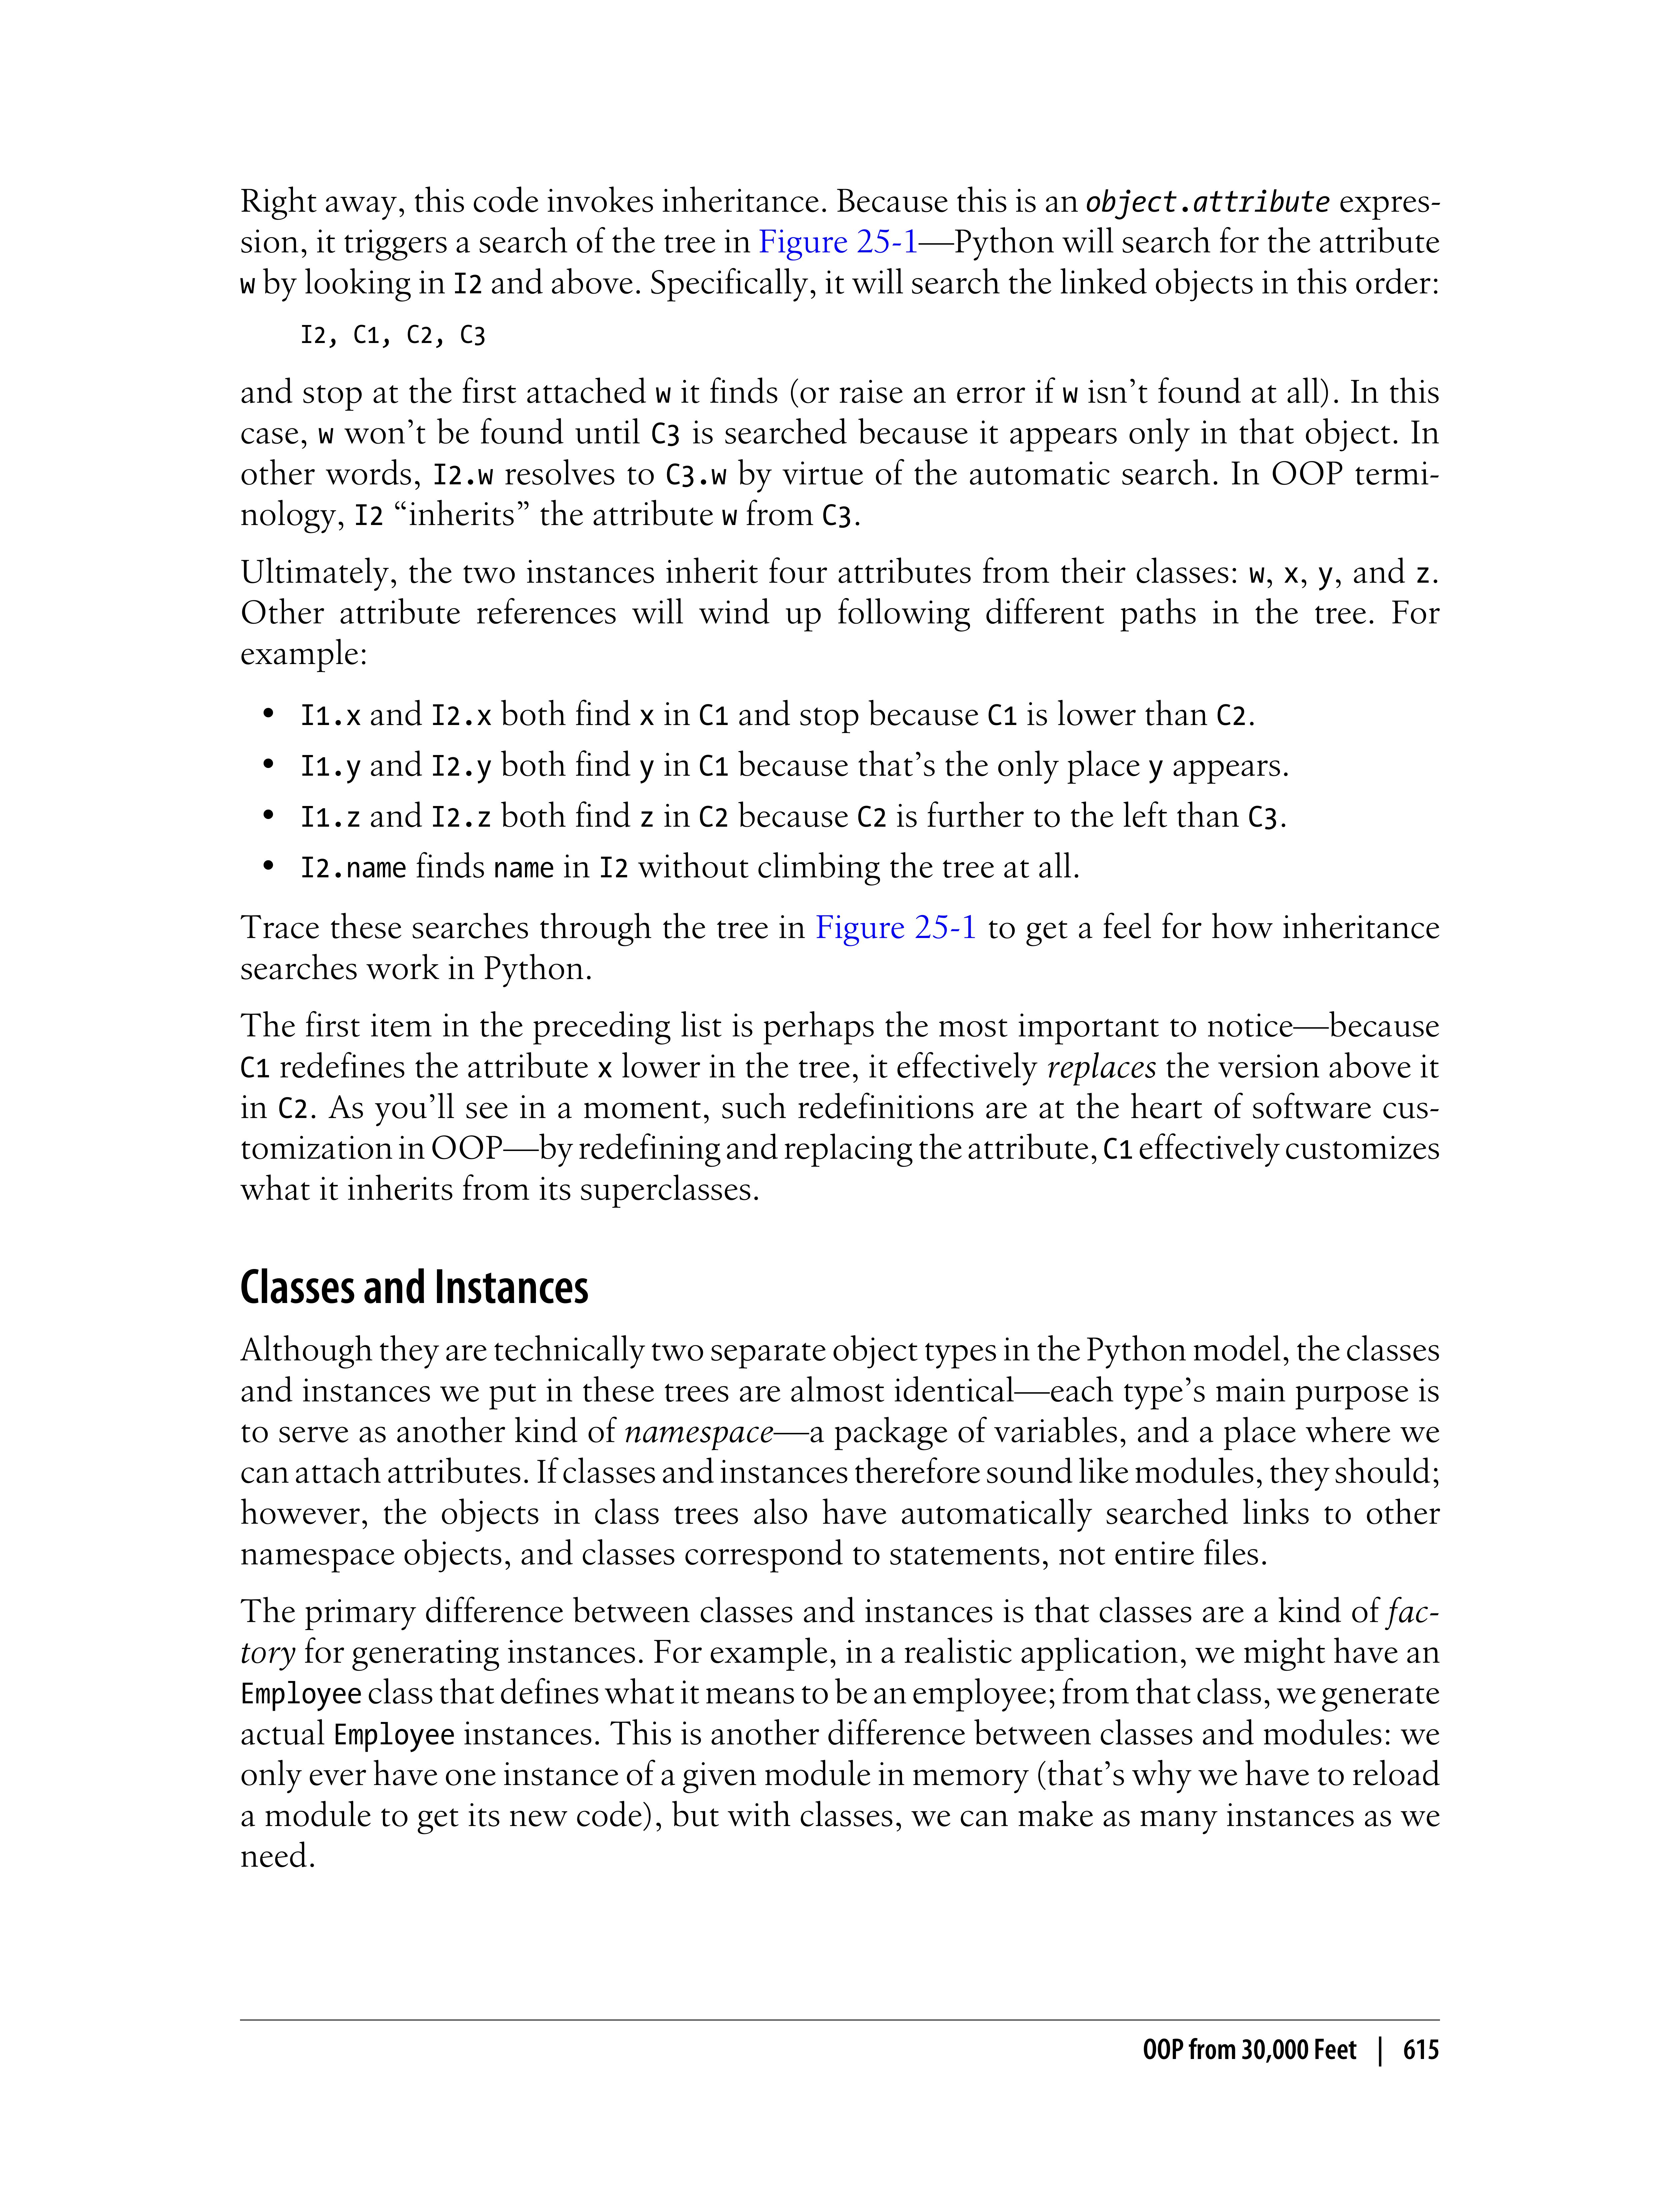 Right away, this code invokes inheritance. Because this is an object.attribute expres-
sion, it triggers a search of the tree in Figure 25-1—Python will search for the attribute
w by looking in I2 and above. Specifically, it will search the linked objects in this order:
I2, C1, C2, C3
and stop at the first attached w it finds (or raise an error if w isn’t found at all). In this
case, w won’t be found until C3 is searched because it appears only in that object. In
other words, I2.w resolves to C3.w by virtue of the automatic search. In OOP termi-
nology, I2 “inherits” the attribute w from C3.
Ultimately, the two instances inherit four attributes from their classes: w, x, y, and z.
Other attribute references will wind up following different paths in the tree. For
example:
• I1.x and I2.x both find x in C1 and stop because C1 is lower than C2.
• I1.y and I2.y both find y in C1 because that’s the only place y appears.
• I1.z and I2.z both find z in C2 because C2 is further to the left than C3.
• I2.name finds name in I2 without climbing the tree at all.
Trace these searches through the tree in Figure 25-1 to get a feel for how inheritance
searches work in Python.
The first item in the preceding list is perhaps the most important to notice—because
C1 redefines the attribute x lower in the tree, it effectively replaces the version above it
in C2. As you’ll see in a moment, such redefinitions are at the heart of software cus-
tomization in OOP—by redefining and replacing the attribute, C1 effectively customizes
what it inherits from its superclasses.
Classes and Instances
Although they are technically two separate object types in the Python model, the classes
and instances we put in these trees are almost identical—each type’s main purpose is
to serve as another kind of namespace—a package of variables, and a place where we
can attach attributes. If classes and instances therefore sound like modules, they should;
however, the objects in class trees also have automatically searched links to other
namespace objects, and classes correspond to statements, not entire files.
The primary difference between classes and instances is that classes are a kind of fac-
tory for generating instances. For example, in a realistic application, we might have an
Employee class that defines what it means to be an employee; from that class, we generate
actual Employee instances. This is another difference between classes and modules: we
only ever have one instance of a given module in memory (that’s why we have to reload
a module to get its new code), but with classes, we can make as many instances as we
need.
OOP from 30,000 Feet | 615